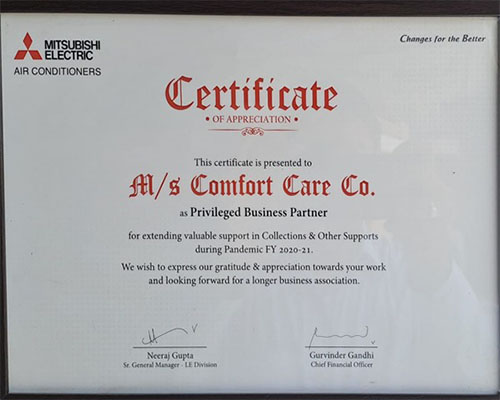 MITSUBISHI
ELECTRIC
AIR CONDITIONERS
Changes for the Better
Certificate
• OF APPRECIATION •
This certificate is presented to
M/s Comfort Care Co.
as Privileged Business Partner
for extending valuable support in Collections & Other Supports
during Pandemic FY 2020-21.
We wish to express our gratitude & appreciation towards your work
and looking forward for a longer business association.
Neeraj Gupta
Sr. General Manager - LE Division
Gurvinder Gandhi
Chief Financial Officer